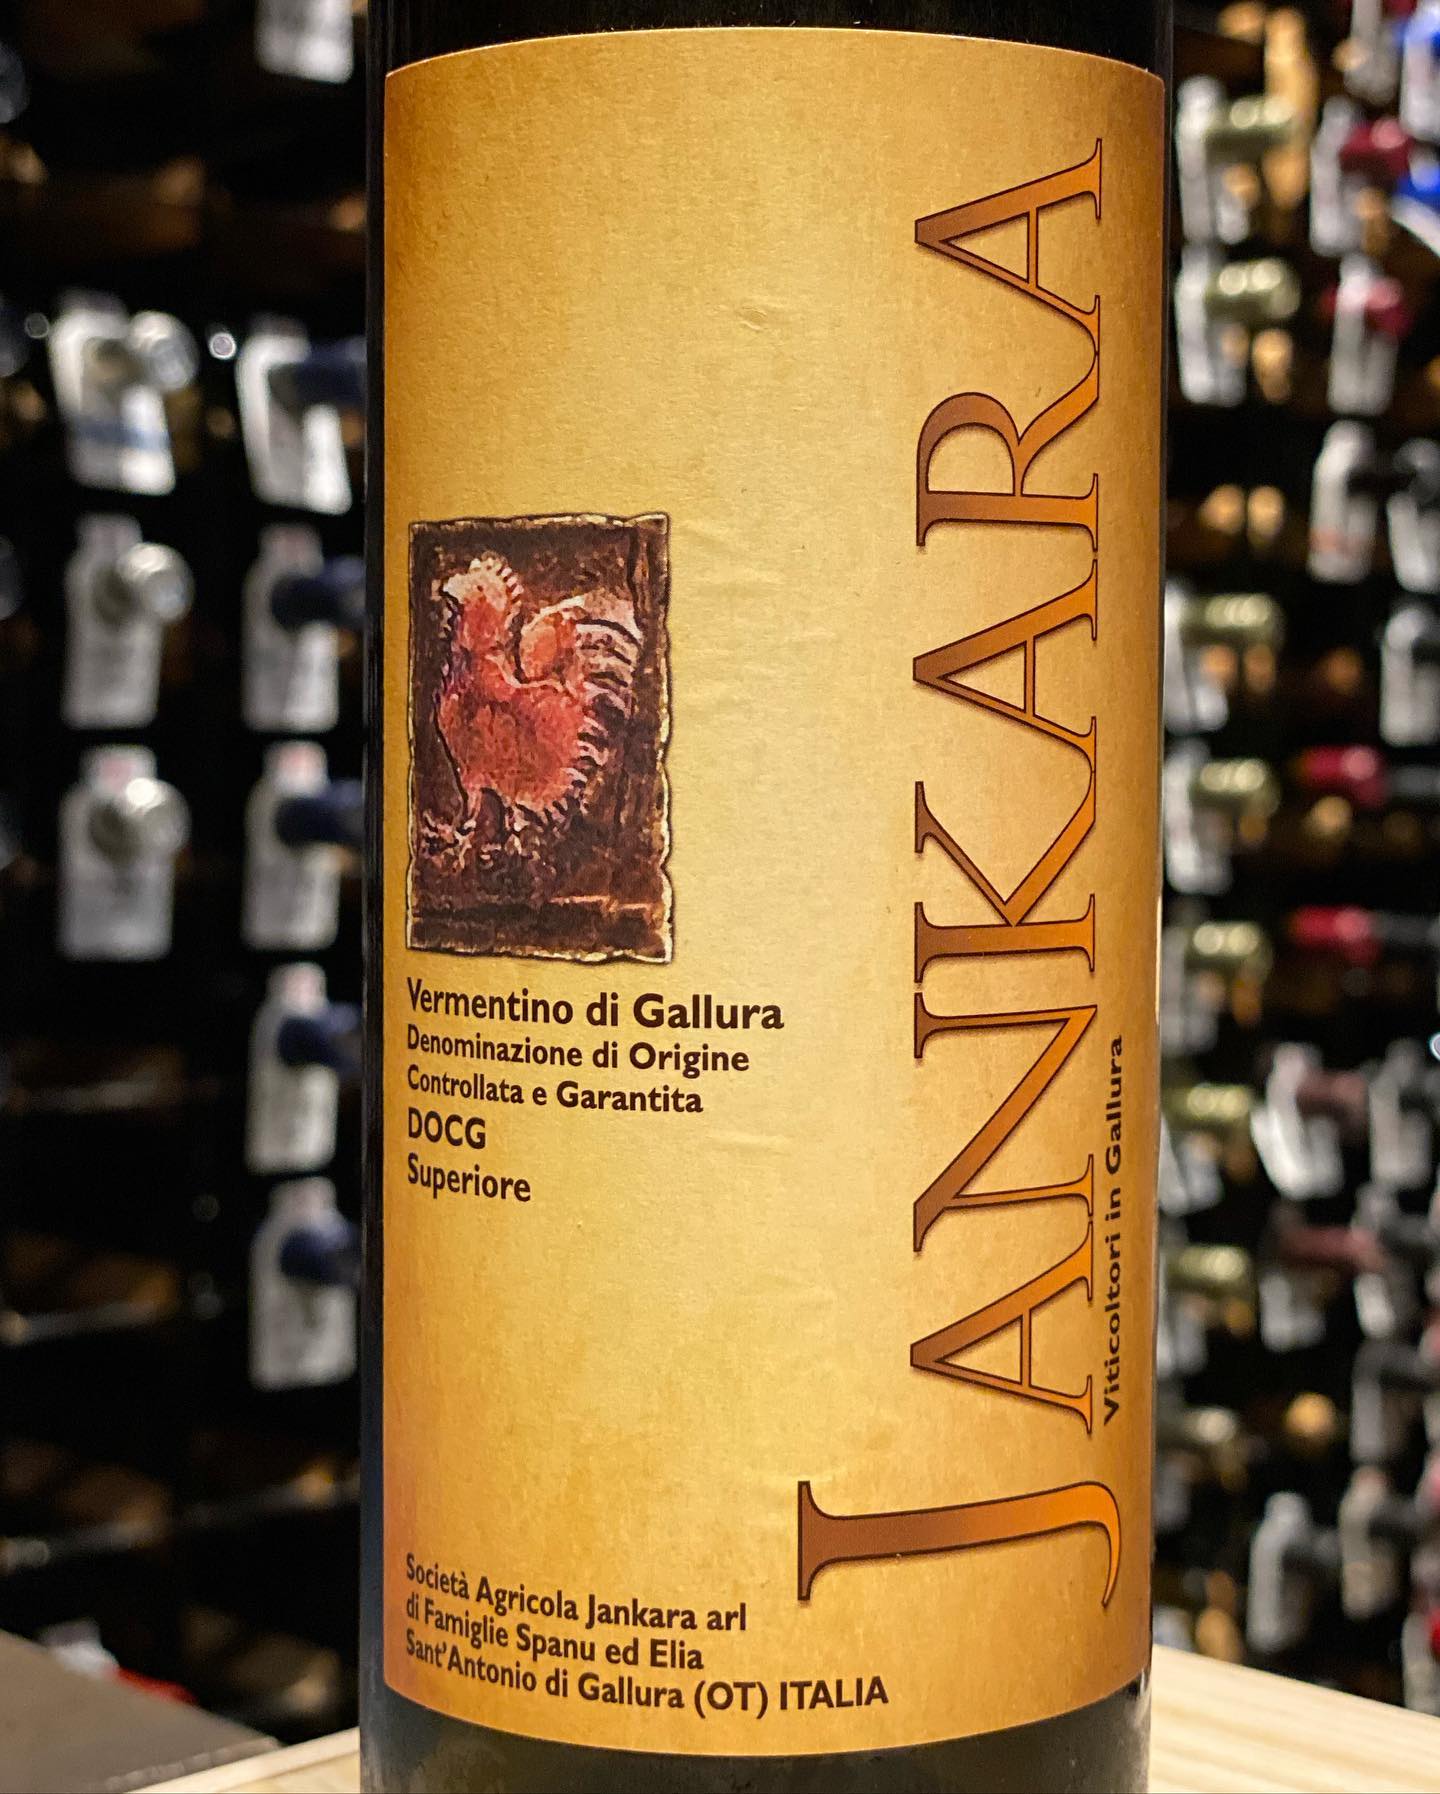 JANKARA
Viticoltori in Gallura
Vermentino di Gallura
Denominazione di Origine
Controllata e Garantita
DOCG
Superiore
Società Agricola Jankara arl
di Famiglie Spanu ed Elia
Sant'Antonio di Gallura (OT) ITALIA